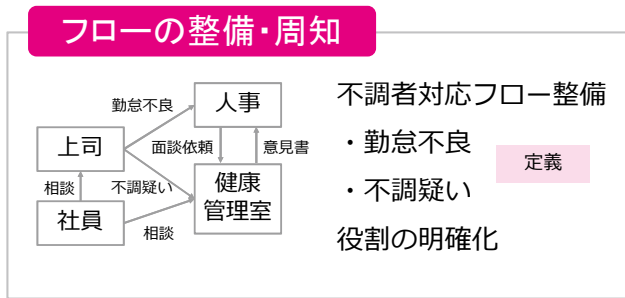 フローの整備・周知
勤怠不良
人事
上司
面談依頼
意見書
相談
不調疑い
健康
管理室
社員
相談
不調者対応フロー整備
・勤怠不良
定義
・不調疑い
役割の明確化